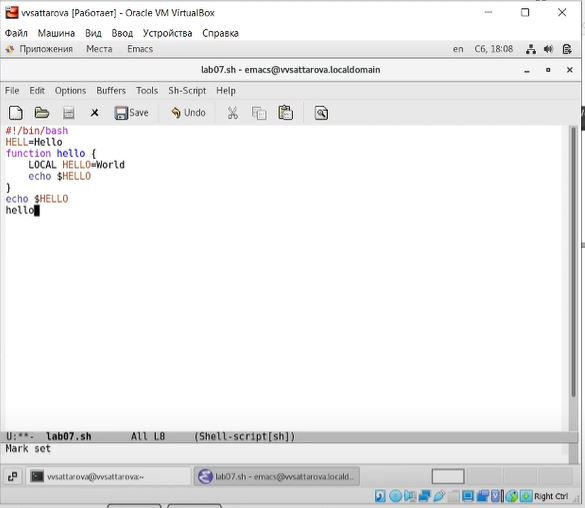 vvsattarova [Работает] - Oracle VM VirtualBox
Файл Машина Вид Ввод Устройства Справка
Приложения Места Emacs en Сб, 18:08
lab07.sh - emacs@vvsattarova.localdomain
File Edit Options Buffers Tools Sh-Script Help
Save Undo
#!/bin/bash
HELL=Hello
function hello {
LOCAL HELLO=World
echo $HELLO
}
echo $HELLO
hello
U:**- lab07.sh All L8 (Shell-script[sh])
Mark set
vvsattarova@vvsattarova:~ lab07.sh - emacs@vvsattarova.locald...
Right Ctrl